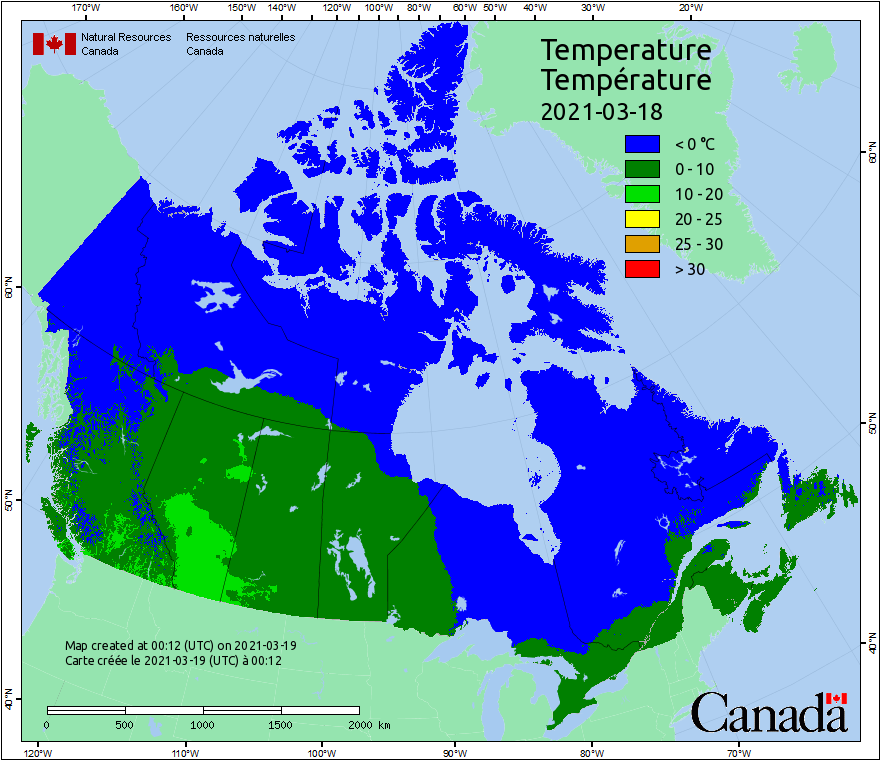 170°W 160°W 150°W 140°W 130°W 120°W 110°W 100°W 90°W 80°W 60°W 50°W 40°W 30°W 20°W
Natural Resources Ressources naturelles
Canada Canada
Temperature
Température
2021-03-18
< 0 °C
0 - 10
10 - 20
20 - 25
25 - 30
> 30
60°N
50°N
40°N
60°N
50°N
40°N
Map created at 00:12 (UTC) on 2021-03-19
Carte créée le 2021-03-19 (UTC) à 00:12
0 500 1000 1500 2000 km
Canada
120°W 110°W 100°W 90°W 80°W 70°W